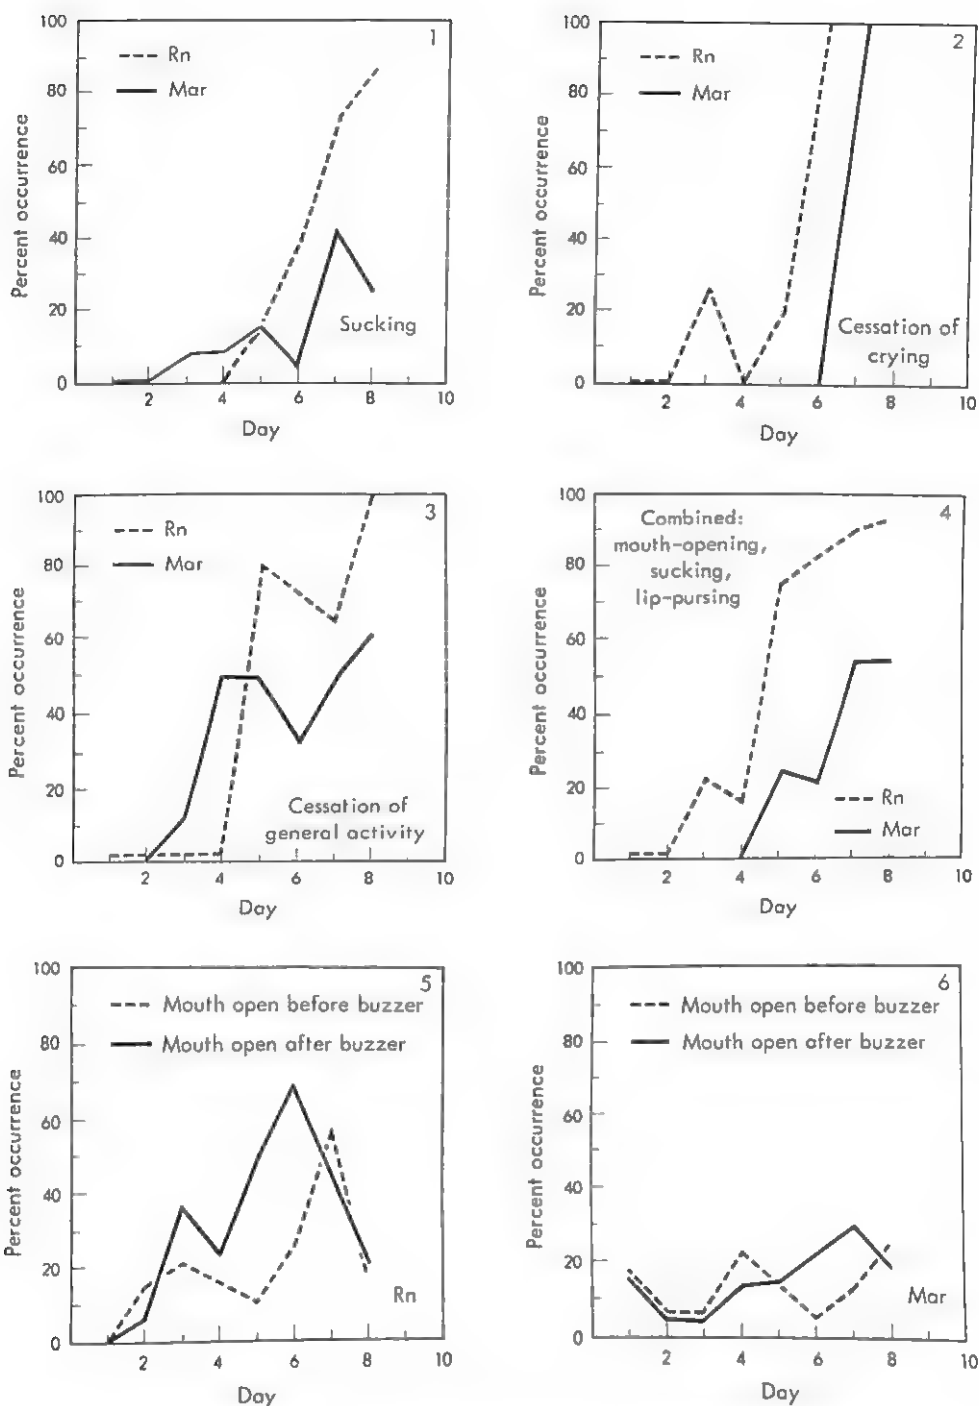 1
Rn
Mar
100
80
60
40
20
0
Percent occurrence
Sucking
2 4 6 8 10
Day
2
Rn
Mar
100
80
60
40
20
0
Percent occurrence
Cessation of
crying
2 4 6 8 10
Day
3
Rn
Mar
100
80
60
40
20
0
Percent occurrence
Cessation of
general activity
2 4 6 8 10
Day
4
Combined:
mouth-opening,
sucking,
lip-pursing
100
80
60
40
20
0
Percent occurrence
Rn
Mar
2 4 6 8 10
Day
5
Mouth open before buzzer
Mouth open after buzzer
100
80
60
40
20
0
Percent occurrence
Rn
2 4 6 8 10
Day
6
Mouth open before buzzer
Mouth open after buzzer
100
80
60
40
20
0
Percent occurrence
Mar
2 4 6 8 10
Day